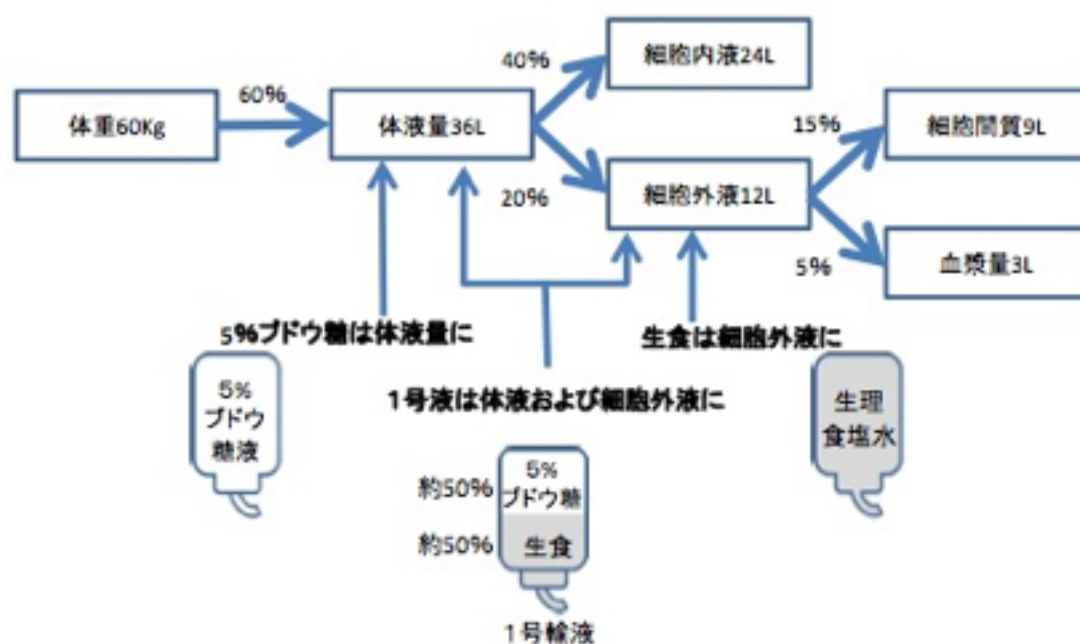 40%
細胞内液24L
60%
体重60Kg
体液量36L
15%
細胞間質9L
20%
細胞外液12L
5%
血漿量3L
5%ブドウ糖は体液量に
生食は細胞外液に
1号液は体液および細胞外液に
5%
ブドウ
糖液
生理
食塩水
約50%
5%
ブドウ糖
約50%
生食
1号輸液